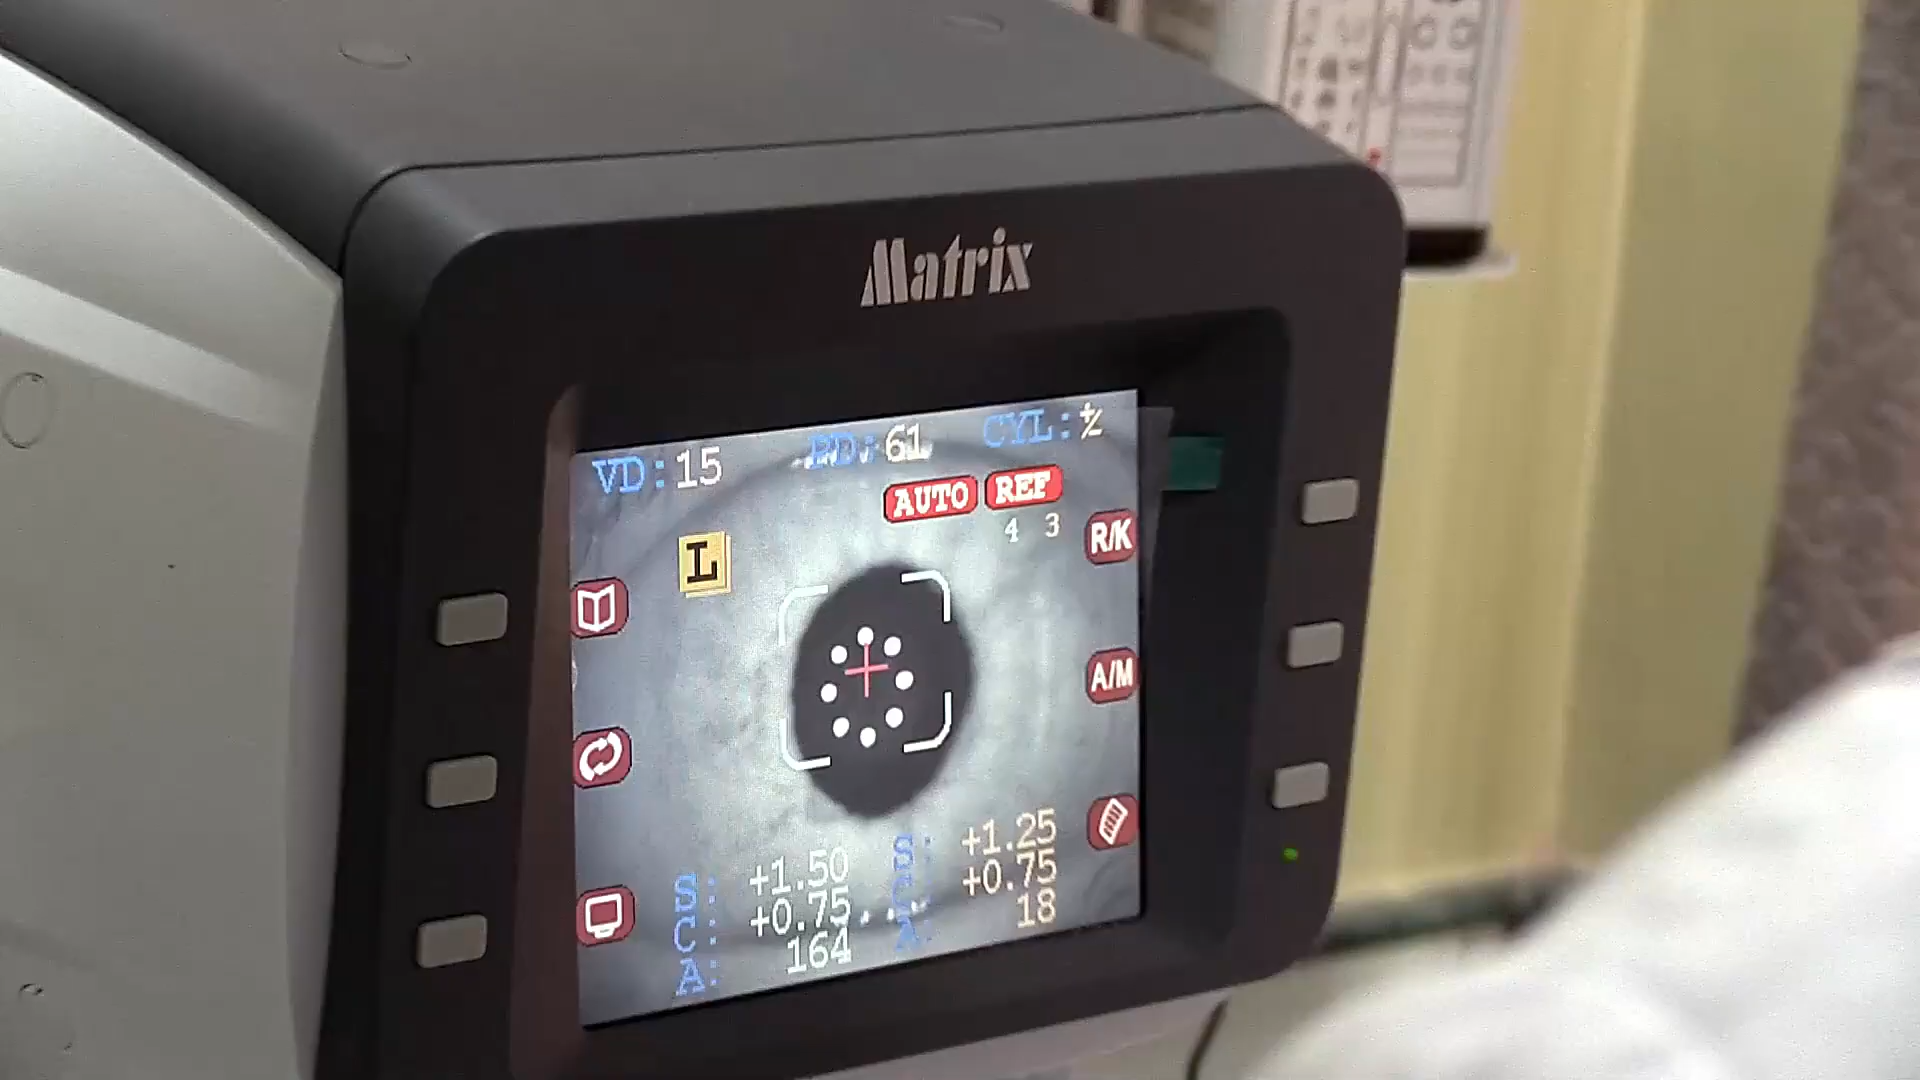 Matrix
VD:15 PD:61 CYL:±
AUTO REF
4 3
L
R/K
A/M
S: +1.50 S: +1.25
C: +0.75 C: +0.75
A: 164 A: 18